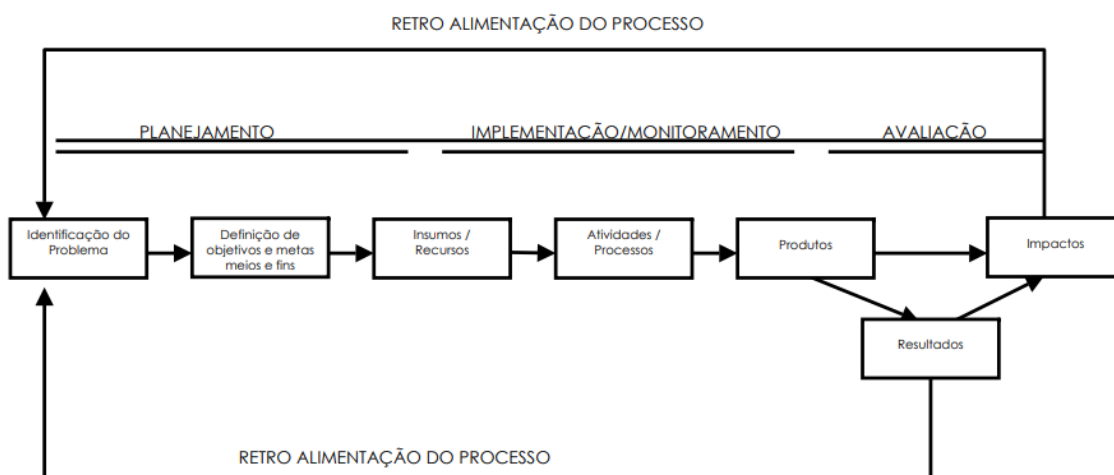 RETRO ALIMENTAÇÃO DO PROCESSO
PLANEJAMENTO
IMPLEMENTAÇÃO/MONITORAMENTO
AVALIAÇÃO
Identificação do
Problema
Definição de
objetivos e metas
meios e fins
Insumos /
Recursos
Atividades /
Processos
Produtos
Impactos
Resultados
RETRO ALIMENTAÇÃO DO PROCESSO